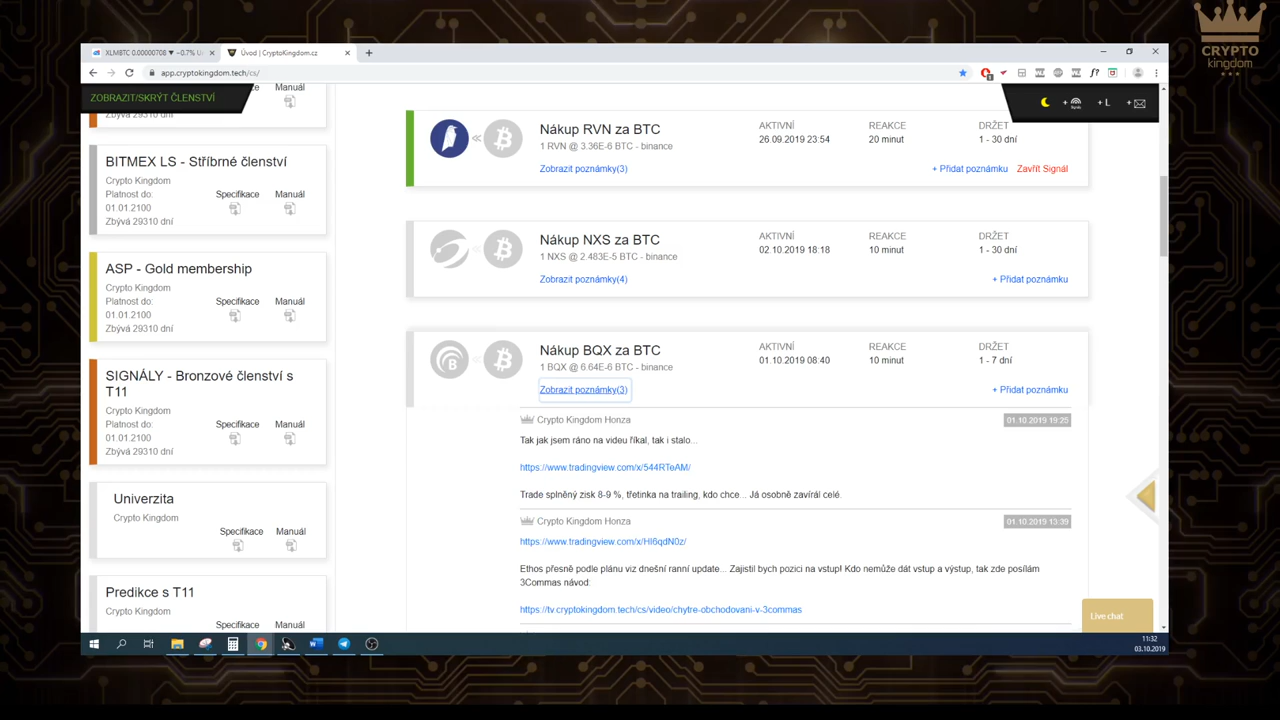 CRYPTO
kingdom
XLMBTC 0.00000708 ▼ −0.7% U
Úvod | CryptoKingdom.cz
app.cryptokingdom.tech/cs/
ZOBRAZIT/SKRÝT ČLENSTVÍ
Manuál
Zbývá 29310 dní
+ L
BITMEX LS - Stříbrné členství
Crypto Kingdom
Platnost do:
01.01.2100
Zbývá 29310 dní
Specifikace
Manuál
ASP - Gold membership
Crypto Kingdom
Platnost do:
01.01.2100
Zbývá 29310 dní
Specifikace
Manuál
SIGNÁLY - Bronzové členství s
T11
Crypto Kingdom
Platnost do:
01.01.2100
Zbývá 29310 dní
Specifikace
Manuál
Univerzita
Crypto Kingdom
Specifikace
Manuál
Predikce s T11
Crypto Kingdom
Specifikace
Manuál
Nákup RVN za BTC
1 RVN @ 3.36E-6 BTC - binance
Zobrazit poznámky(3)
AKTIVNÍ
26.09.2019 23:54
REAKCE
20 minut
DRŽET
1 - 30 dní
+ Přidat poznámku
Zavřít Signál
Nákup NXS za BTC
1 NXS @ 2.483E-5 BTC - binance
Zobrazit poznámky(4)
AKTIVNÍ
02.10.2019 18:18
REAKCE
10 minut
DRŽET
1 - 30 dní
+ Přidat poznámku
Nákup BQX za BTC
1 BQX @ 6.64E-6 BTC - binance
Zobrazit poznámky(3)
AKTIVNÍ
01.10.2019 08:40
REAKCE
10 minut
DRŽET
1 - 7 dní
+ Přidat poznámku
Crypto Kingdom Honza
01.10.2019 19:25
Tak jak jsem ráno na videu říkal, tak i stalo...
https://www.tradingview.com/x/544RTeAM/
Trade splněný zisk 8-9 %, třetinka na trailing, kdo chce... Já osobně zavíral celé.
Crypto Kingdom Honza
01.10.2019 13:39
https://www.tradingview.com/x/HI6qdN0z/
Ethos přesně podle plánu viz dnešní ranní update... Zajistil bych pozici na vstup! Kdo nemůže dát vstup a výstup, tak zde posílám
3Commas návod:
https://tv.cryptokingdom.tech/cs/video/chytre-obchodovani-v-3commas
Live chat
11:32
03.10.2019